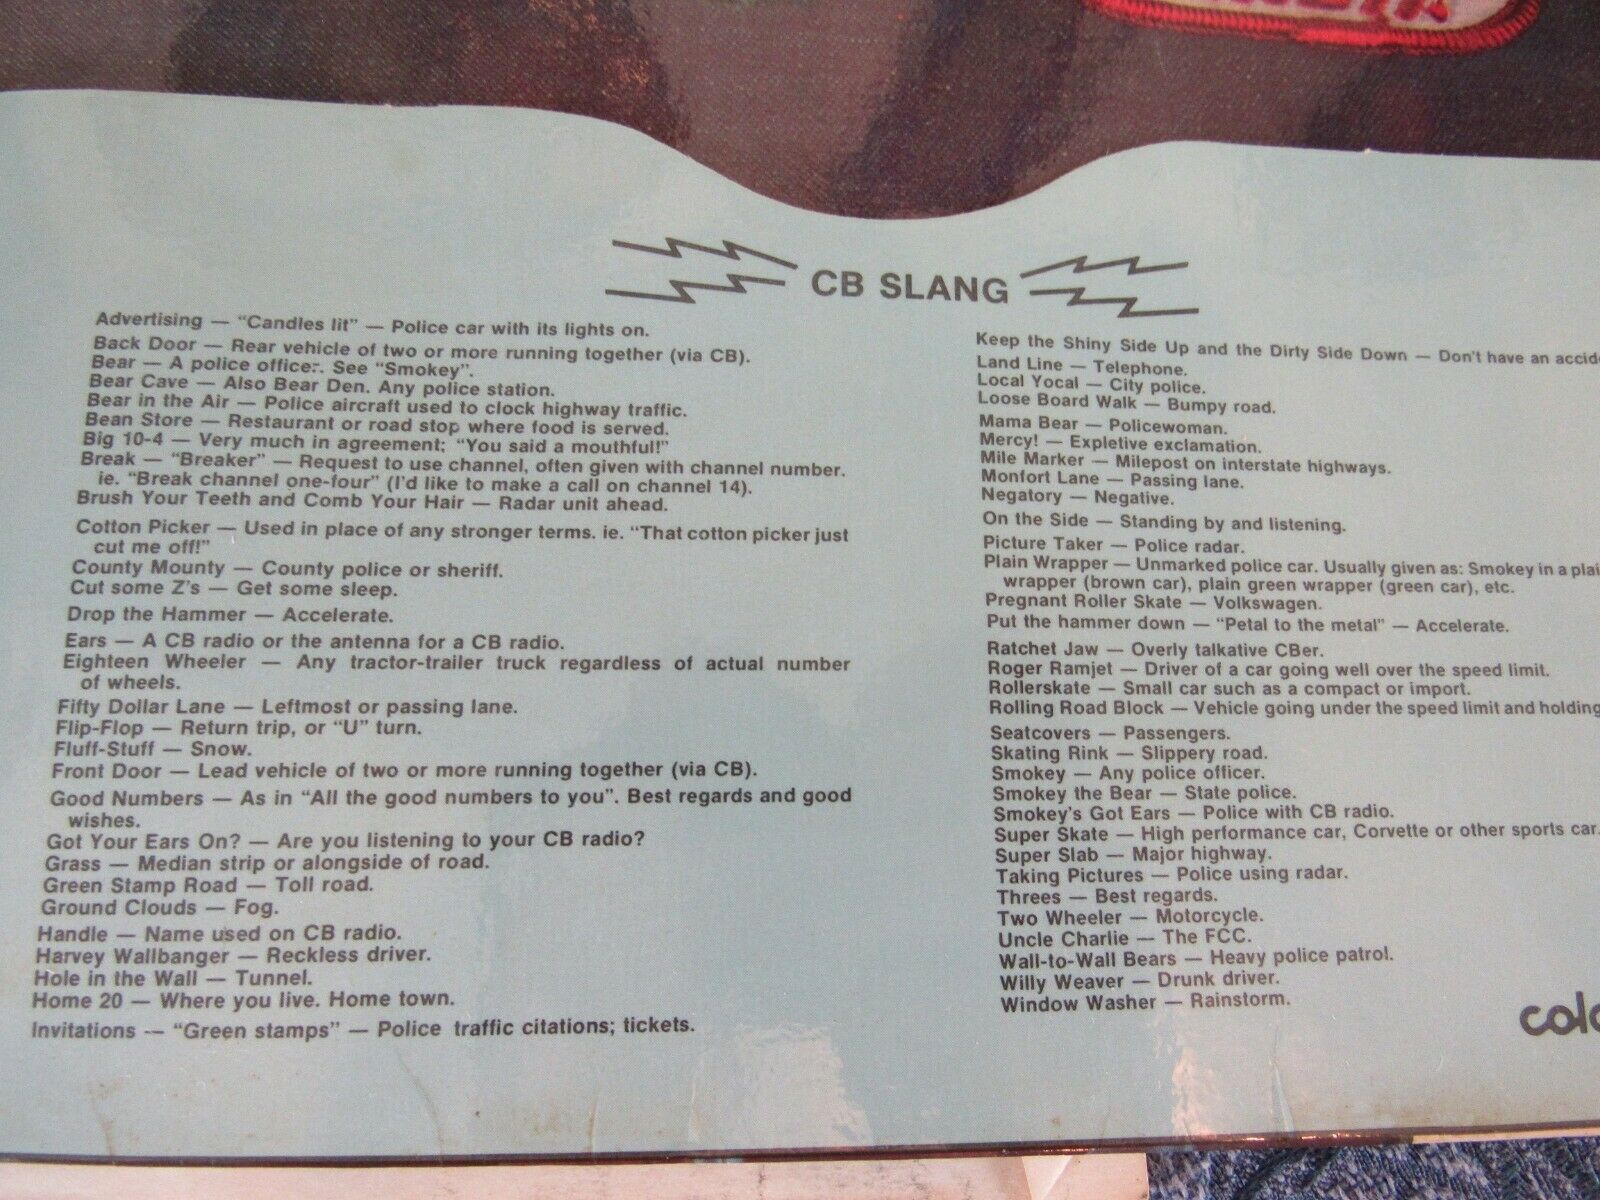 CB SLANG
Advertising — “Candles lit” — Police car with its lights on.
Back Door — Rear vehicle of two or more running together (via CB).
Bear — A police officer. See “Smokey”.
Bear Cave — Also Bear Den. Any police station.
Bear in the Air — Police aircraft used to clock highway traffic.
Bean Store — Restaurant or road stop where food is served.
Big 10-4 — Very much in agreement; “You said a mouthful!”
Break — “Breaker” — Request to use channel, often given with channel number.
ie. “Break channel one-four” (I’d like to make a call on channel 14).
Brush Your Teeth and Comb Your Hair — Radar unit ahead.
Cotton Picker — Used in place of any stronger terms. ie. “That cotton picker just
cut me off!”
County Mounty — County police or sheriff.
Cut some Z’s — Get some sleep.
Drop the Hammer — Accelerate.
Ears — A CB radio or the antenna for a CB radio.
Eighteen Wheeler — Any tractor-trailer truck regardless of actual number
of wheels.
Fifty Dollar Lane — Leftmost or passing lane.
Flip-Flop — Return trip, or “U” turn.
Fluff-Stuff — Snow.
Front Door — Lead vehicle of two or more running together (via CB).
Good Numbers — As in “All the good numbers to you”. Best regards and good
wishes.
Got Your Ears On? — Are you listening to your CB radio?
Grass — Median strip or alongside of road.
Green Stamp Road — Toll road.
Ground Clouds — Fog.
Handle — Name used on CB radio.
Harvey Wallbanger — Reckless driver.
Hole in the Wall — Tunnel.
Home 20 — Where you live. Home town.
Invitations — “Green stamps” — Police traffic citations; tickets.
Keep the Shiny Side Up and the Dirty Side Down — Don’t have an accid
Land Line — Telephone.
Local Yocal — City police.
Loose Board Walk — Bumpy road.
Mama Bear — Policewoman.
Mercy! — Expletive exclamation.
Mile Marker — Milepost on interstate highways.
Monfort Lane — Passing lane.
Negatory — Negative.
On the Side — Standing by and listening.
Picture Taker — Police radar.
Plain Wrapper — Unmarked police car. Usually given as: Smokey in a plai
wrapper (brown car), plain green wrapper (green car), etc.
Pregnant Roller Skate — Volkswagen.
Put the hammer down — “Petal to the metal” — Accelerate.
Ratchet Jaw — Overly talkative CBer.
Roger Ramjet — Driver of a car going well over the speed limit.
Rollerskate — Small car such as a compact or import.
Rolling Road Block — Vehicle going under the speed limit and holding
Seatcovers — Passengers.
Skating Rink — Slippery road.
Smokey — Any police officer.
Smokey the Bear — State police.
Smokey’s Got Ears — Police with CB radio.
Super Skate — High performance car, Corvette or other sports car.
Super Slab — Major highway.
Taking Pictures — Police using radar.
Threes — Best regards.
Two Wheeler — Motorcycle.
Uncle Charlie — The FCC.
Wall-to-Wall Bears — Heavy police patrol.
Willy Weaver — Drunk driver.
Window Washer — Rainstorm.
colo